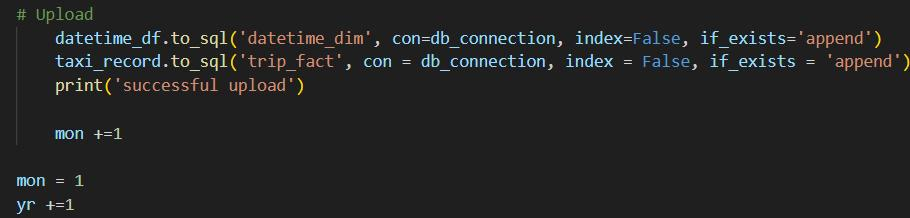 # Upload
datetime_df.to_sql('datetime_dim', con=db_connection, index=False, if_exists='append')
taxi_record.to_sql('trip_fact', con = db_connection, index = False, if_exists = 'append')
print('successful upload')
mon +=1
mon = 1
yr +=1